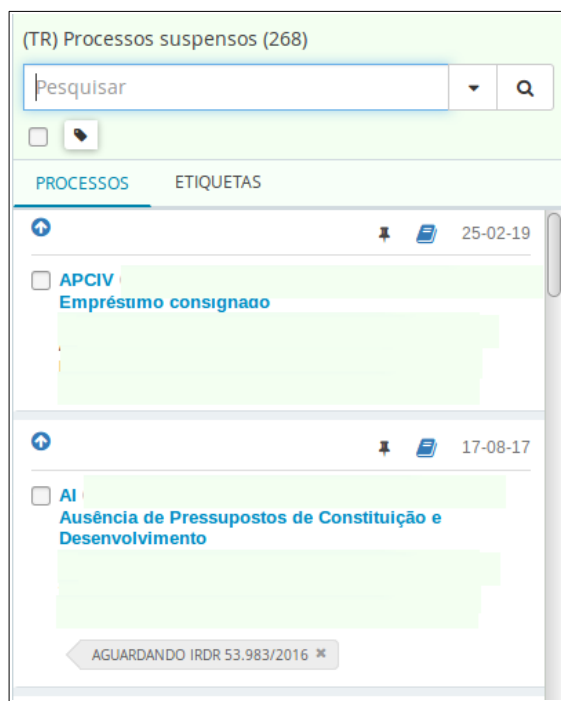 (TR) Processos suspensos (268)
Pesquisar
PROCESSOS ETIQUETAS
25-02-19
APCIV
Empréstimo consignado
17-08-17
AI
Ausência de Pressupostos de Constituição e
Desenvolvimento
AGUARDANDO IRDR 53.983/2016 ×